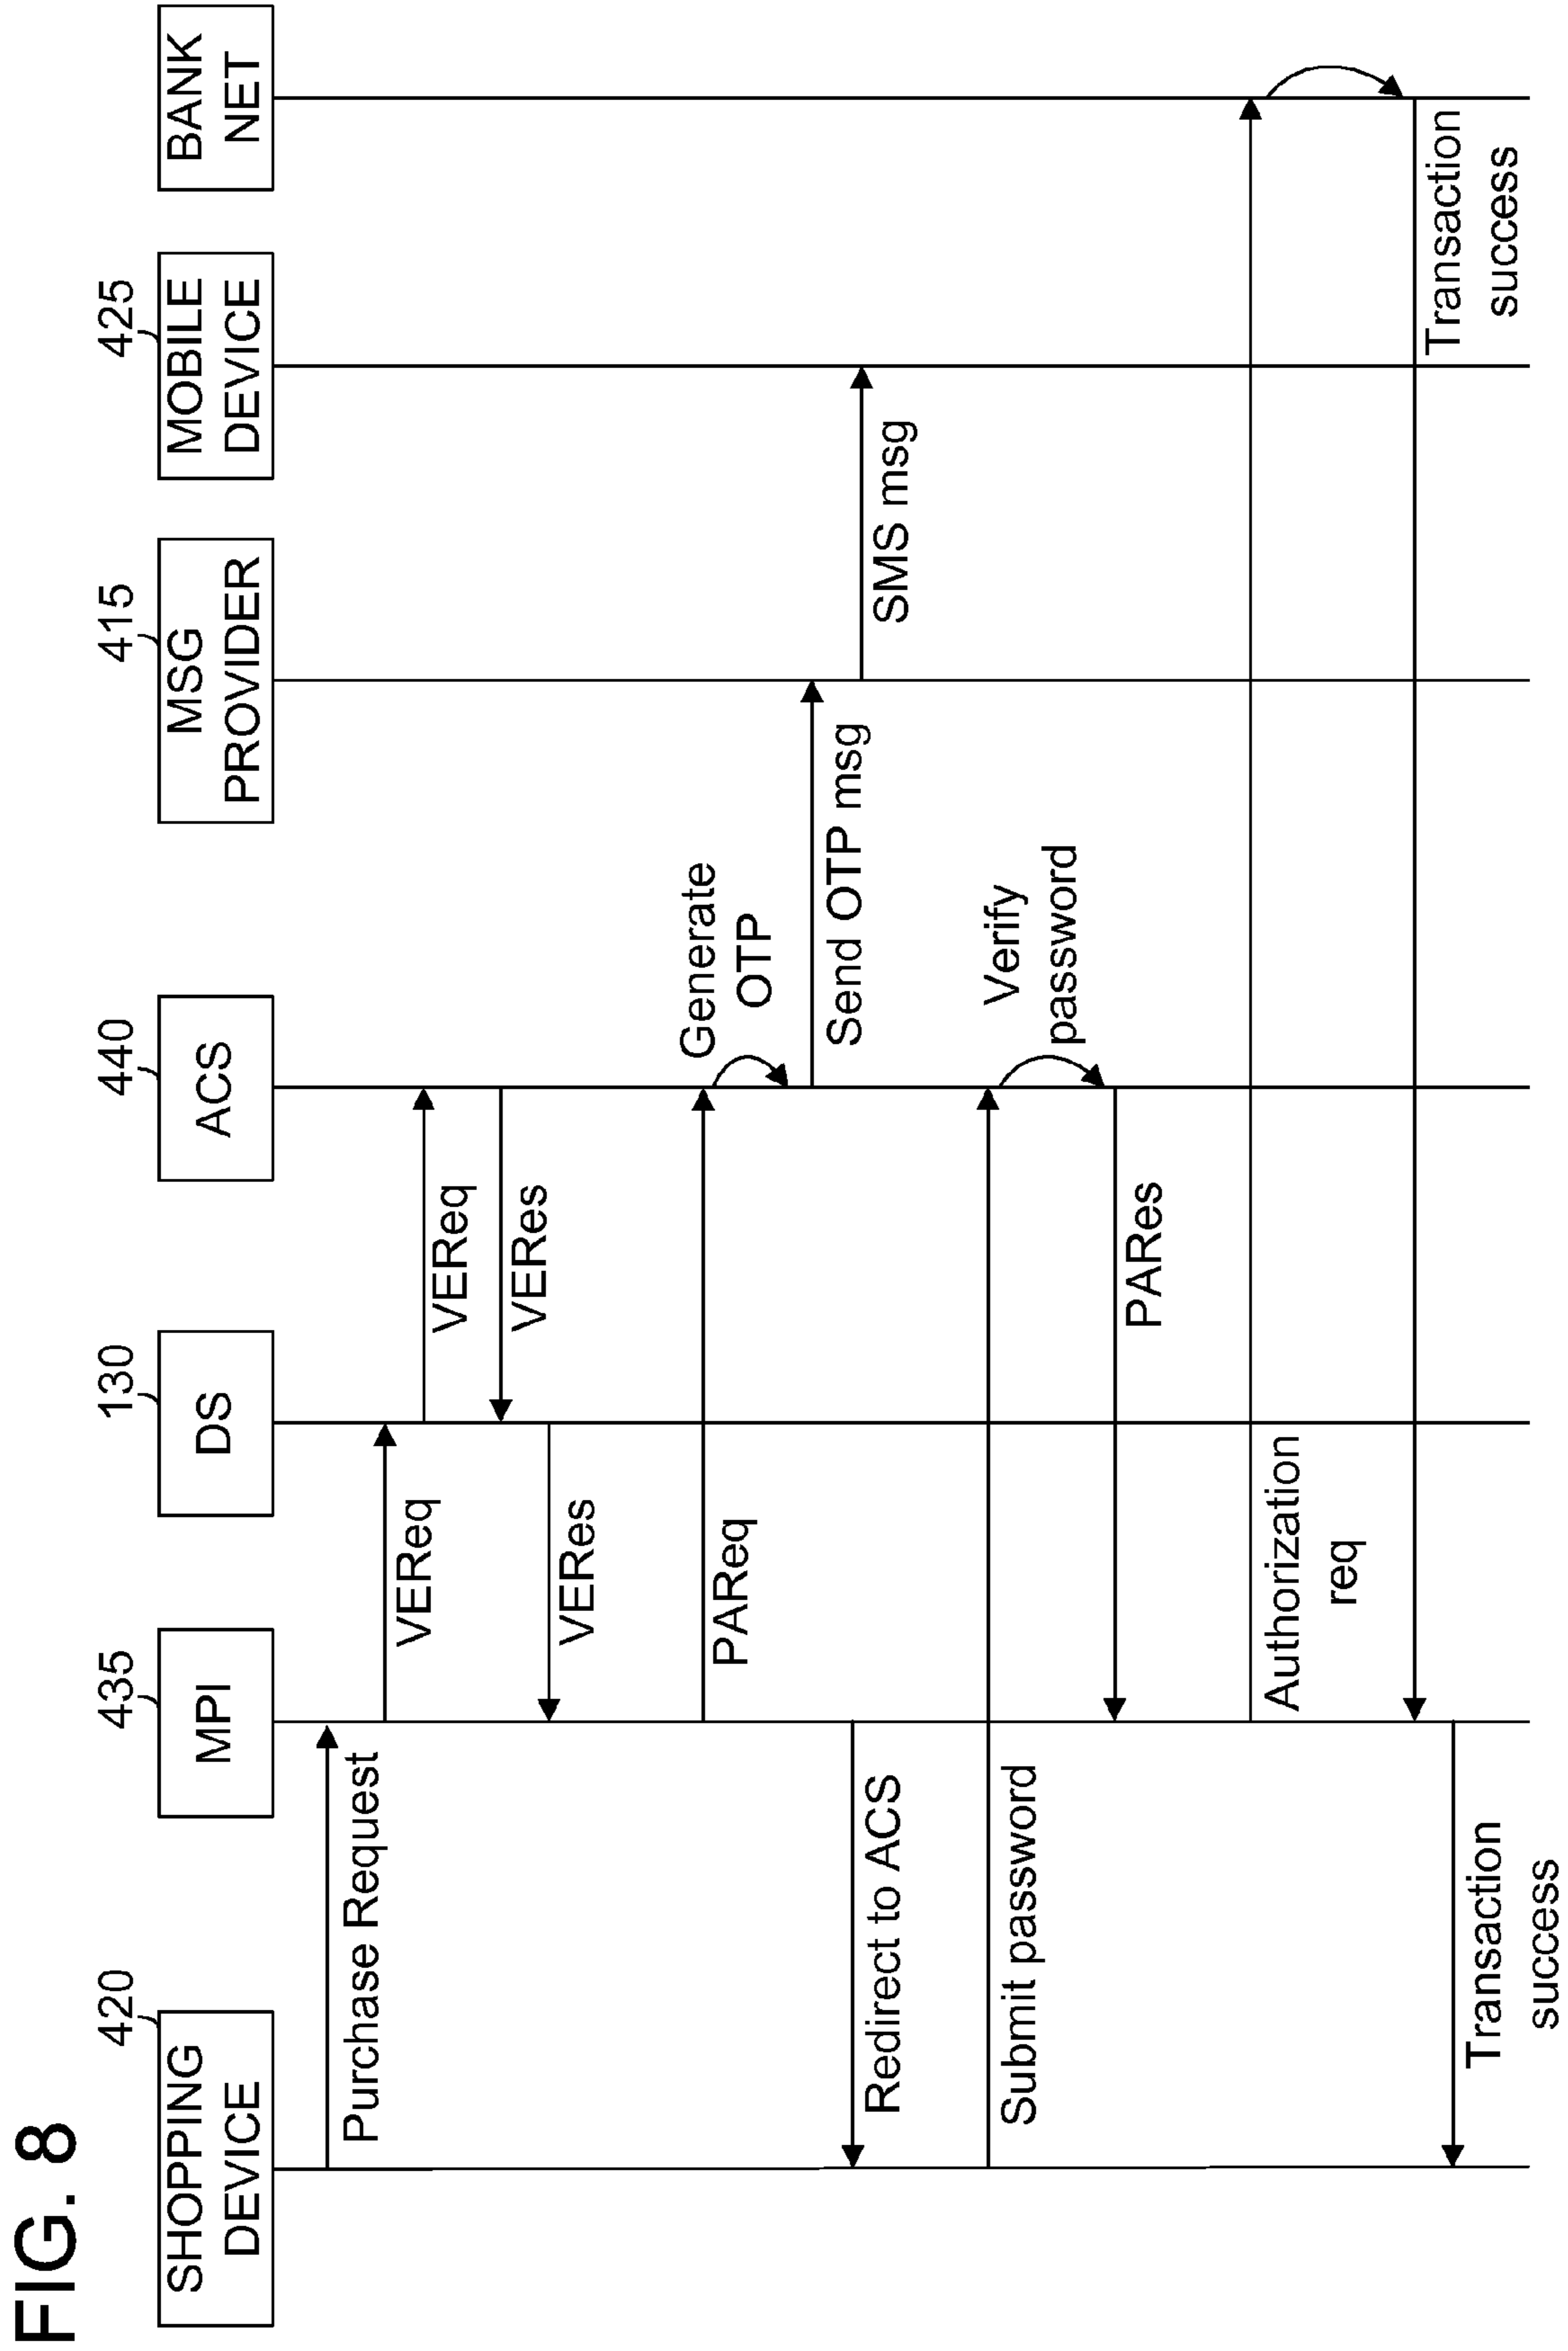 FIG. 8
420
435
130
440
415
425
SHOPPING
DEVICE
MPI
DS
ACS
MSG
PROVIDER
MOBILE
DEVICE
BANK
NET
Purchase Request
VEReq
VEReq
VERes
VERes
PAReq
Generate
OTP
Send OTP msg
Redirect to ACS
SMS msg
Submit password
Verify
password
PARes
Authorization
req
Transaction
success
Transaction
success